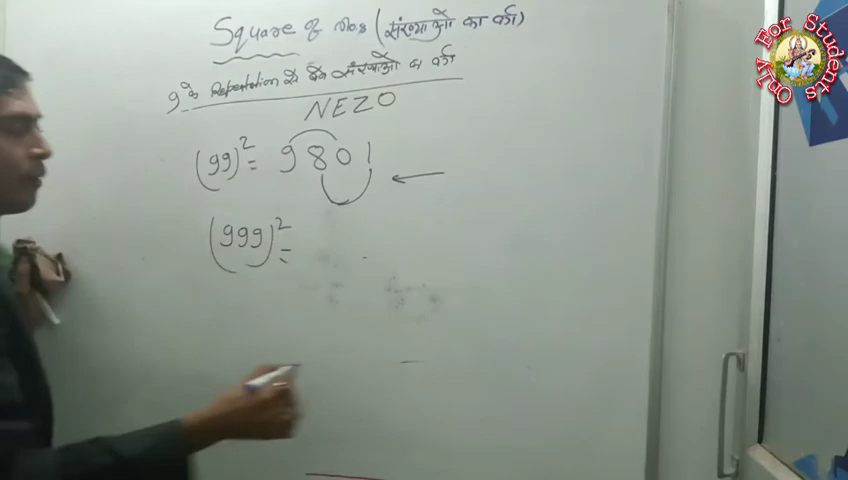 Square of nos (संख्याओ का वर्ग)
9 के Repetation से बने संख्याओ का वर्ग
NEZO
(99)² = 9801
(999)² =
Only For Students